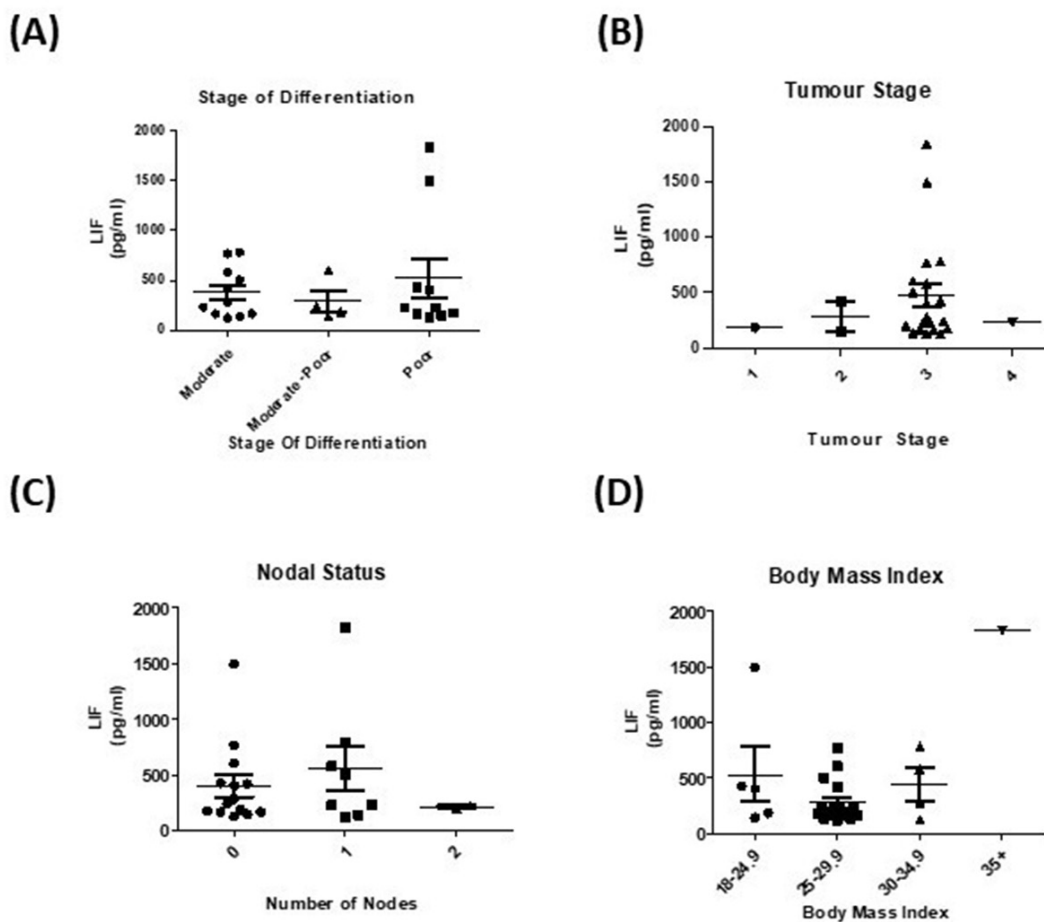 (A)
Stage of Differentiation
LIF
(pg/ml)
2000
1500
1000
500
0
Moderate
Moderate-Poor
Poor
Stage Of Differentiation
(B)
Tumour Stage
LIF
(pg/ml)
2000
1500
1000
500
0
1
2
3
4
Tumour Stage
(C)
Nodal Status
LIF
(pg/ml)
2000
1500
1000
500
0
0
1
2
Number of Nodes
(D)
Body Mass Index
LIF
(pg/ml)
2000
1500
1000
500
0
18-24.9
25-29.9
30-34.9
35+
Body Mass Index